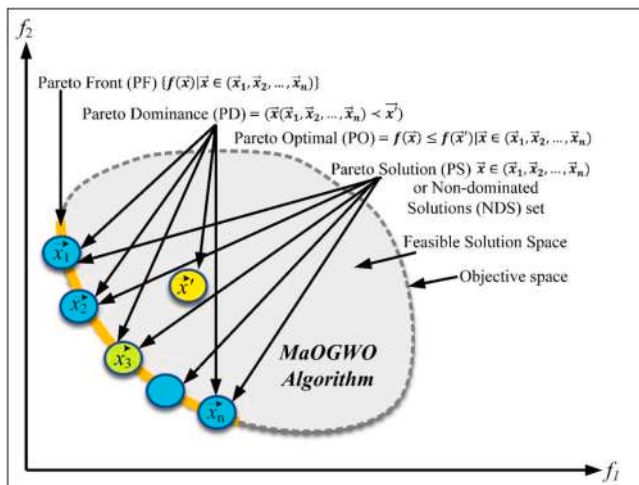 f₂
Pareto Front (PF) {f(x⃗)|x⃗ ∈ (x⃗₁, x⃗₂, ..., x⃗ₙ)}
Pareto Dominance (PD) = (x⃗(x⃗₁, x⃗₂, ..., x⃗ₙ) ≺ x⃗′)
Pareto Optimal (PO) = f(x⃗) ≤ f(x⃗′)|x⃗ ∈ (x⃗₁, x⃗₂, ..., x⃗ₙ)
Pareto Solution (PS) x⃗ ∈ (x⃗₁, x⃗₂, ..., x⃗ₙ)
or Non-dominated
Solutions (NDS) set
Feasible Solution Space
Objective space
x⃗₁
x⃗′
x⃗₂
x⃗₃
MaOGWO
Algorithm
x⃗ₙ
f₁